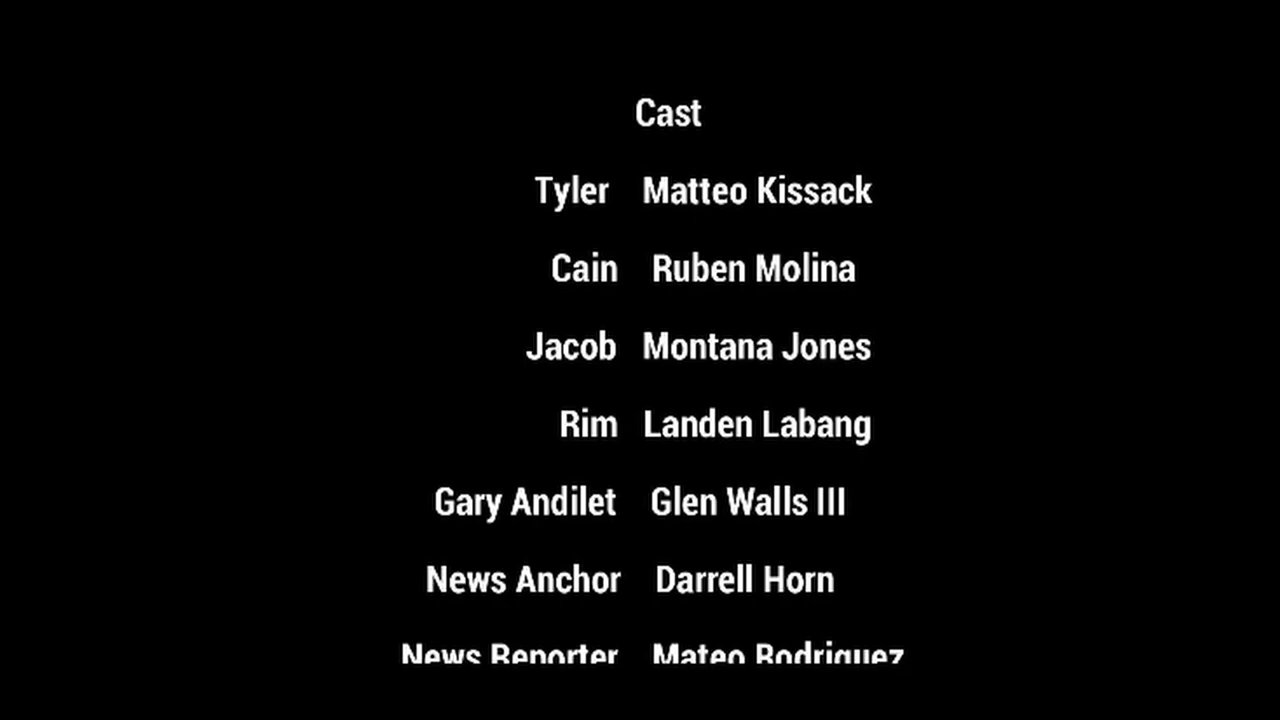 Cast
Tyler Matteo Kissack
Cain Ruben Molina
Jacob Montana Jones
Rim Landen Labang
Gary Andilet Glen Walls III
News Anchor Darrell Horn
News Reporter Mateo Rodriguez